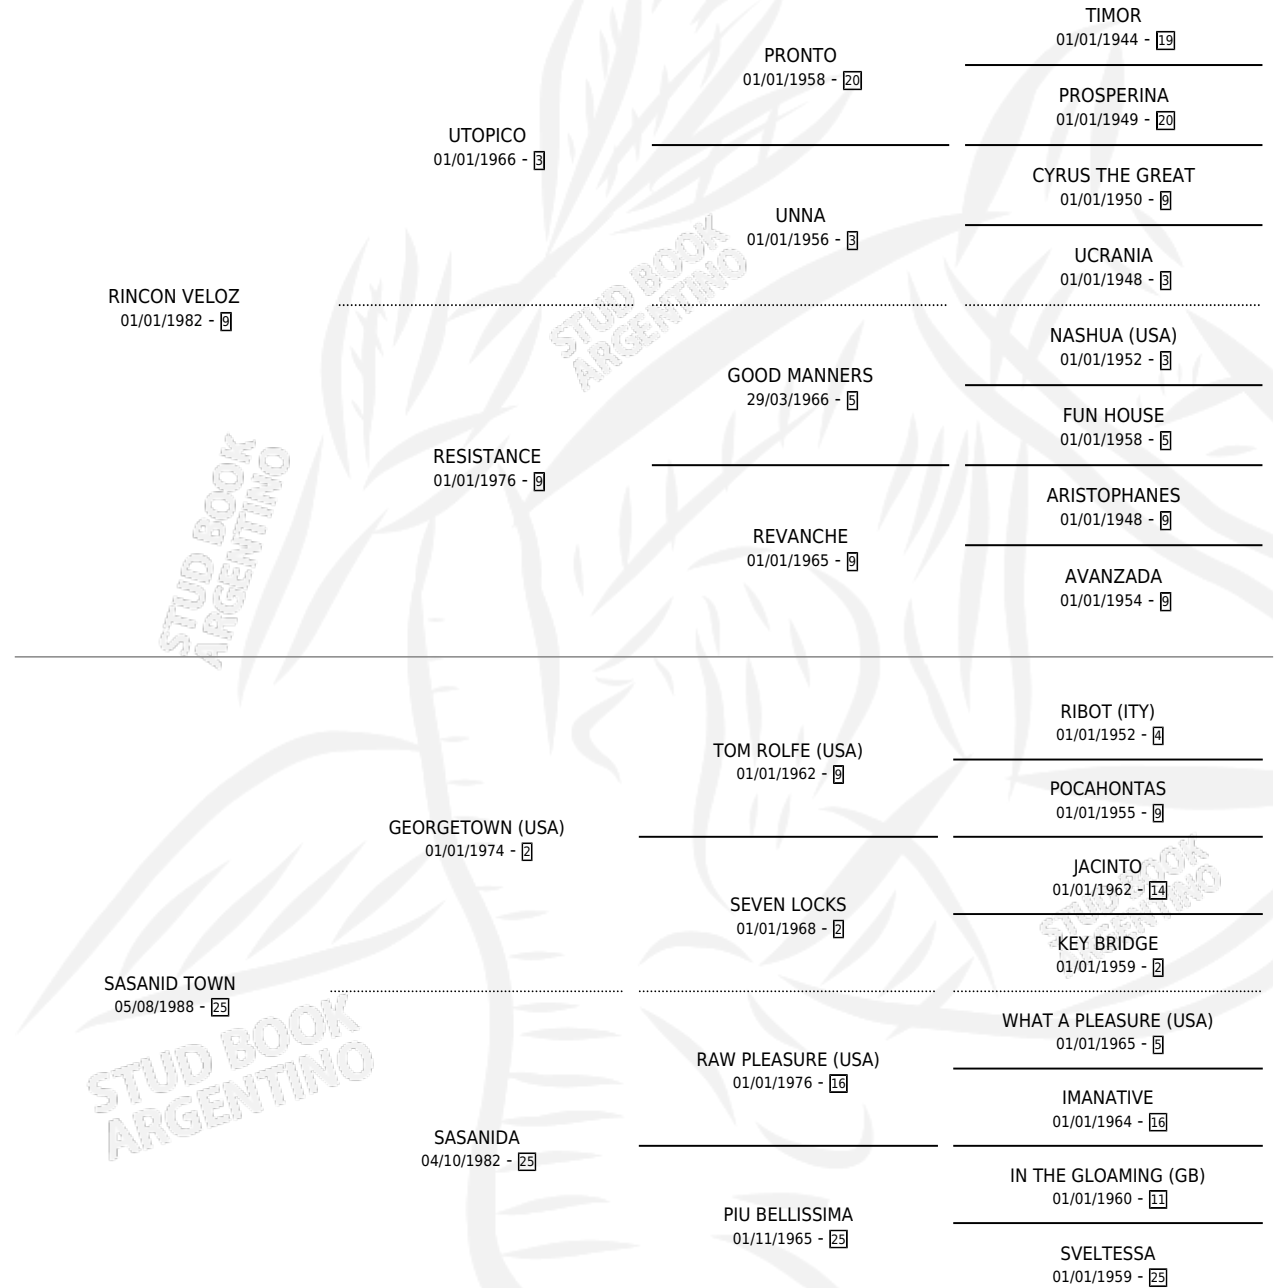 TIMOR
01/01/1944 - 19
PRONTO
01/01/1958 - 20
PROSPERINA
01/01/1949 - 20
UTOPICO
01/01/1966 - 3
CYRUS THE GREAT
01/01/1950 - 9
UNNA
01/01/1956 - 3
UCRANIA
01/01/1948 - 3
RINCON VELOZ
01/01/1982 - 9
NASHUA (USA)
01/01/1952 - 3
GOOD MANNERS
29/03/1966 - 5
FUN HOUSE
01/01/1958 - 5
RESISTANCE
01/01/1976 - 9
ARISTOPHANES
01/01/1948 - 9
REVANCHE
01/01/1965 - 9
AVANZADA
01/01/1954 - 9
STUD BOOK
ARGENTINO
STUD BOOK
ARGENTINO
RIBOT (ITY)
01/01/1952 - 4
TOM ROLFE (USA)
01/01/1962 - 9
POCAHONTAS
01/01/1955 - 9
GEORGETOWN (USA)
01/01/1974 - 2
JACINTO
01/01/1962 - 14
SEVEN LOCKS
01/01/1968 - 2
KEY BRIDGE
01/01/1959 - 2
STUD BOOK
ARGENTINO
SASANID TOWN
05/08/1988 - 25
WHAT A PLEASURE (USA)
01/01/1965 - 5
RAW PLEASURE (USA)
01/01/1976 - 16
IMANATIVE
01/01/1964 - 16
STUD BOOK
ARGENTINO
SASANIDA
04/10/1982 - 25
IN THE GLOAMING (GB)
01/01/1960 - 11
PIU BELLISSIMA
01/11/1965 - 25
SVELTESSA
01/01/1959 - 25